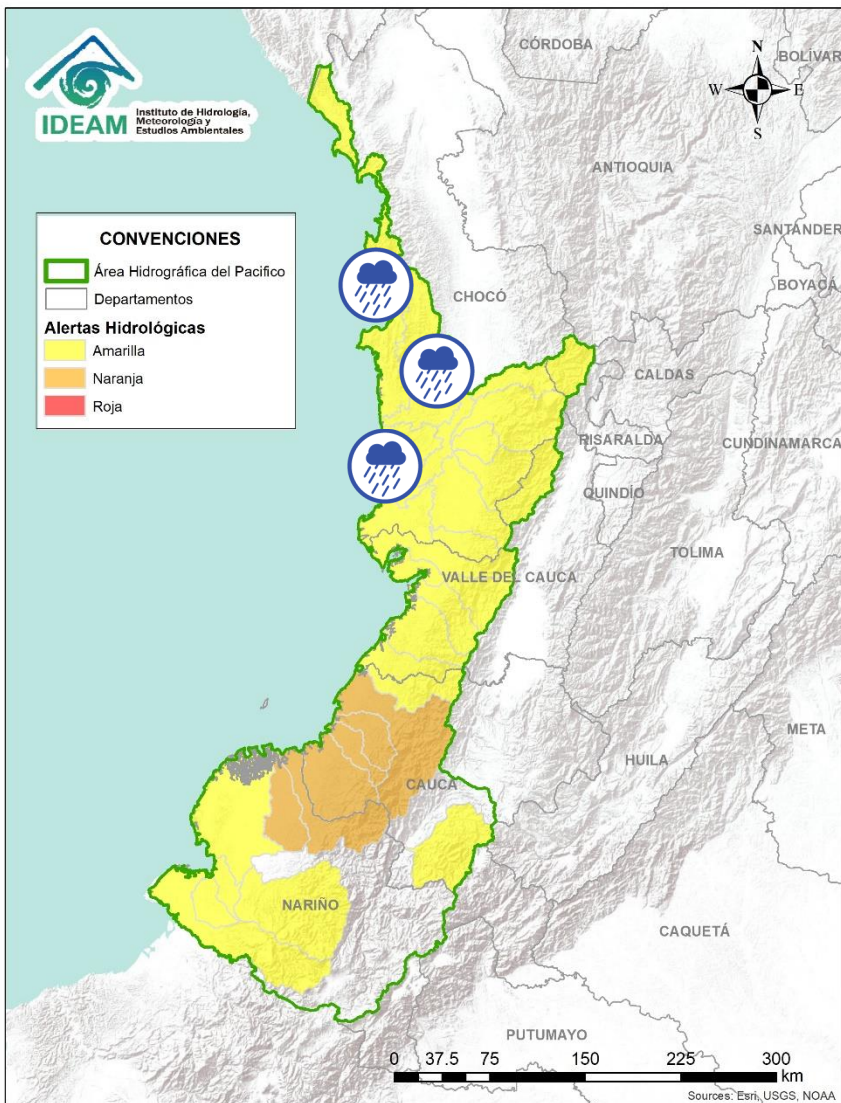 IDEAM
Instituto de Hidrología,
Meteorología y
Estudios Ambientales
N
W
E
S
CÓRDOBA
BOLÍVAR
ANTIOQUIA
SANTANDER
BOYACÁ
CHOCÓ
CALDAS
RISARALDA
CUNDINAMARCA
QUINDÍO
TOLIMA
VALLE DEL CAUCA
META
HUILA
CAUCA
NARIÑO
CAQUETÁ
PUTUMAYO
CONVENCIONES
Área Hidrográfica del Pacifico
Departamentos
Alertas Hidrológicas
Amarilla
Naranja
Roja
0 37.5 75 150 225 300
km
Sources: Esri, USGS, NOAA